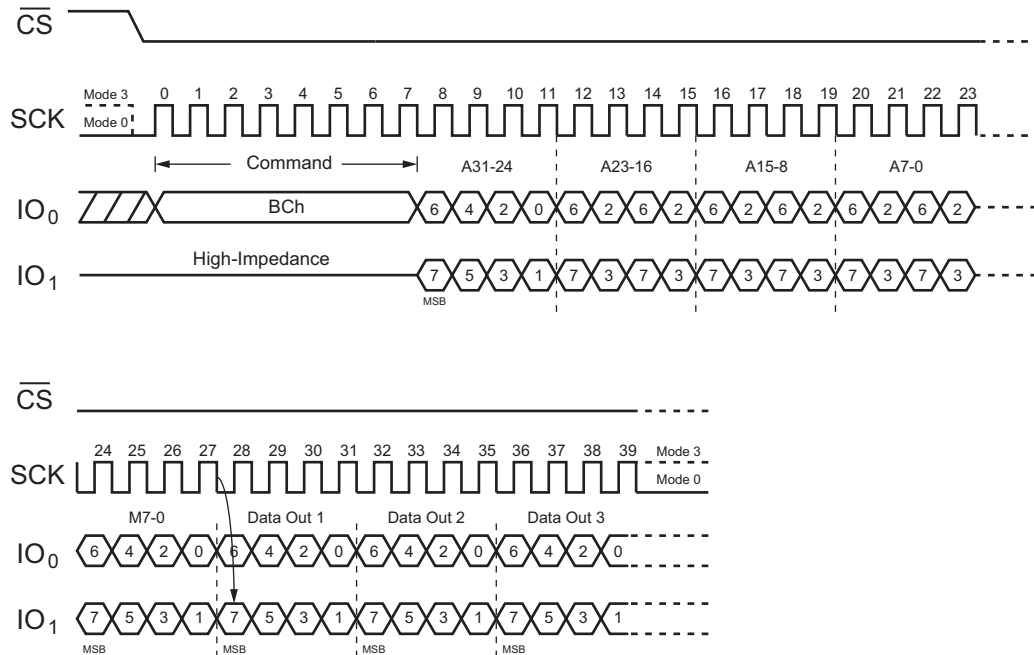 CS
Mode 3
0 1 2 3 4 5 6 7 8 9 10 11 12 13 14 15 16 17 18 19 20 21 22 23
SCK
Mode 0
Command
A31-24 A23-16 A15-8 A7-0
IO0 BCh 6 4 2 0 6 2 6 2 6 2 6 2 6 2 6 2
High-Impedance
IO1 7 5 3 1 7 3 7 3 7 3 7 3 7 3 7 3
MSB
CS
24 25 26 27 28 29 30 31 32 33 34 35 36 37 38 39 Mode 3
SCK
Mode 0
M7-0 Data Out 1 Data Out 2 Data Out 3
IO0 6 4 2 0 6 4 2 0 6 4 2 0 6 4 2 0
IO1 7 5 3 1 7 5 3 1 7 5 3 1 7 5 3 1
MSB MSB MSB MSB